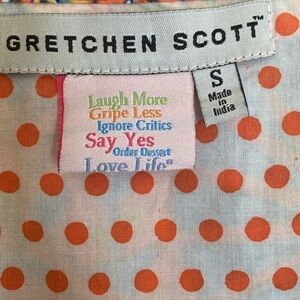 GRETCHEN SCOTT™
S
Made
in
India
Laugh More
Gripe Less
Ignore Critics
Say Yes
Order Dessert
Love Life®